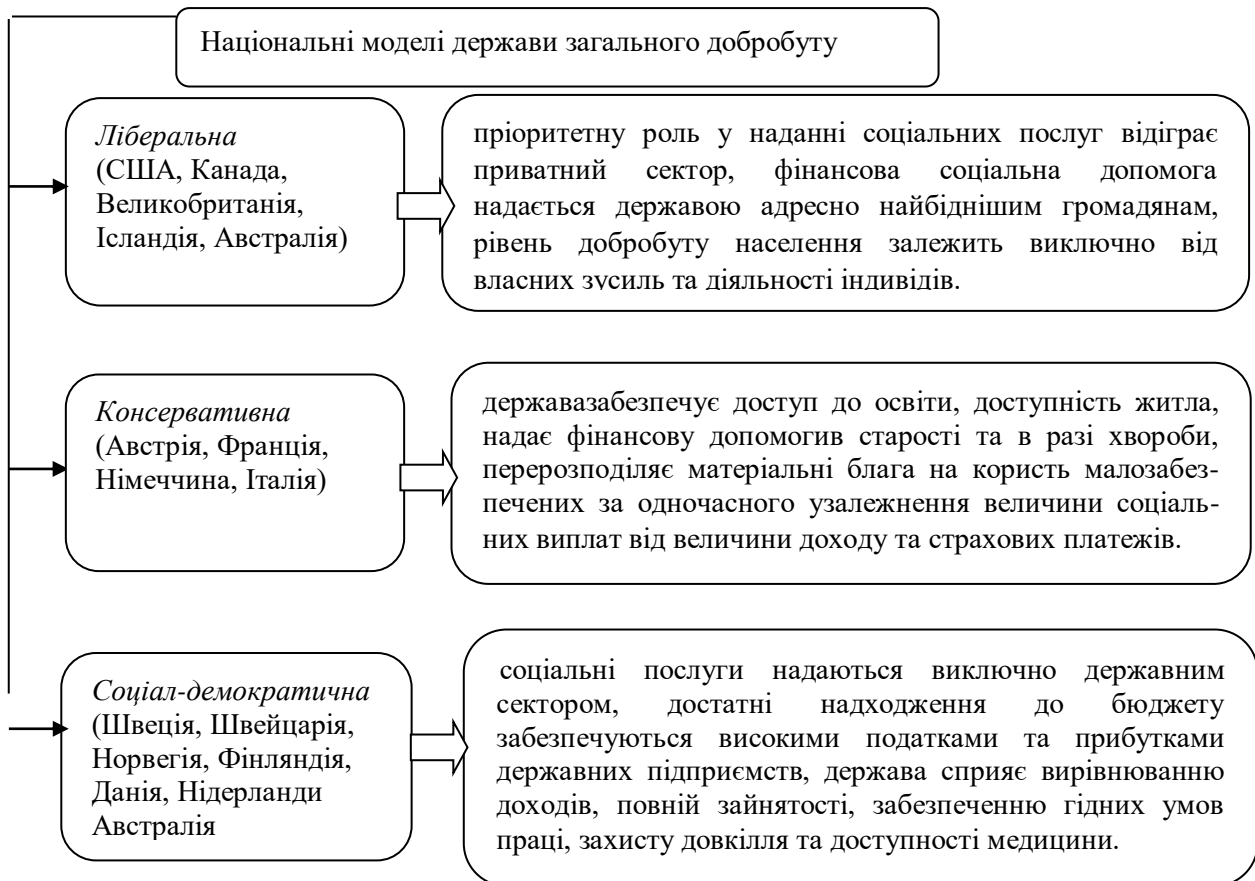 Національні моделі держави загального добробуту
Ліберальна
(США, Канада,
Великобританія,
Ісландія, Австралія)
пріоритетну роль у наданні соціальних послуг відіграє
приватний сектор, фінансова соціальна допомога
надається державою адресно найбіднішим громадянам,
рівень добробуту населення залежить виключно від
власних зусиль та діяльності індивідів.
Консервативна
(Австрія, Франція,
Німеччина, Італія)
державазабезпечує доступ до освіти, доступність житла,
надає фінансову допомогив старості та в разі хвороби,
перерозподіляє матеріальні блага на користь малозабез-
печених за одночасного узалежнення величини соціаль-
них виплат від величини доходу та страхових платежів.
Соціал-демократична
(Швеція, Швейцарія,
Норвегія, Фінляндія,
Данія, Нідерланди
Австралія
соціальні послуги надаються виключно державним
сектором, достатні надходження до бюджету
забезпечуються високими податками та прибутками
державних підприємств, держава сприяє вирівнюванню
доходів, повній зайнятості, забезпеченню гідних умов
праці, захисту довкілля та доступності медицини.